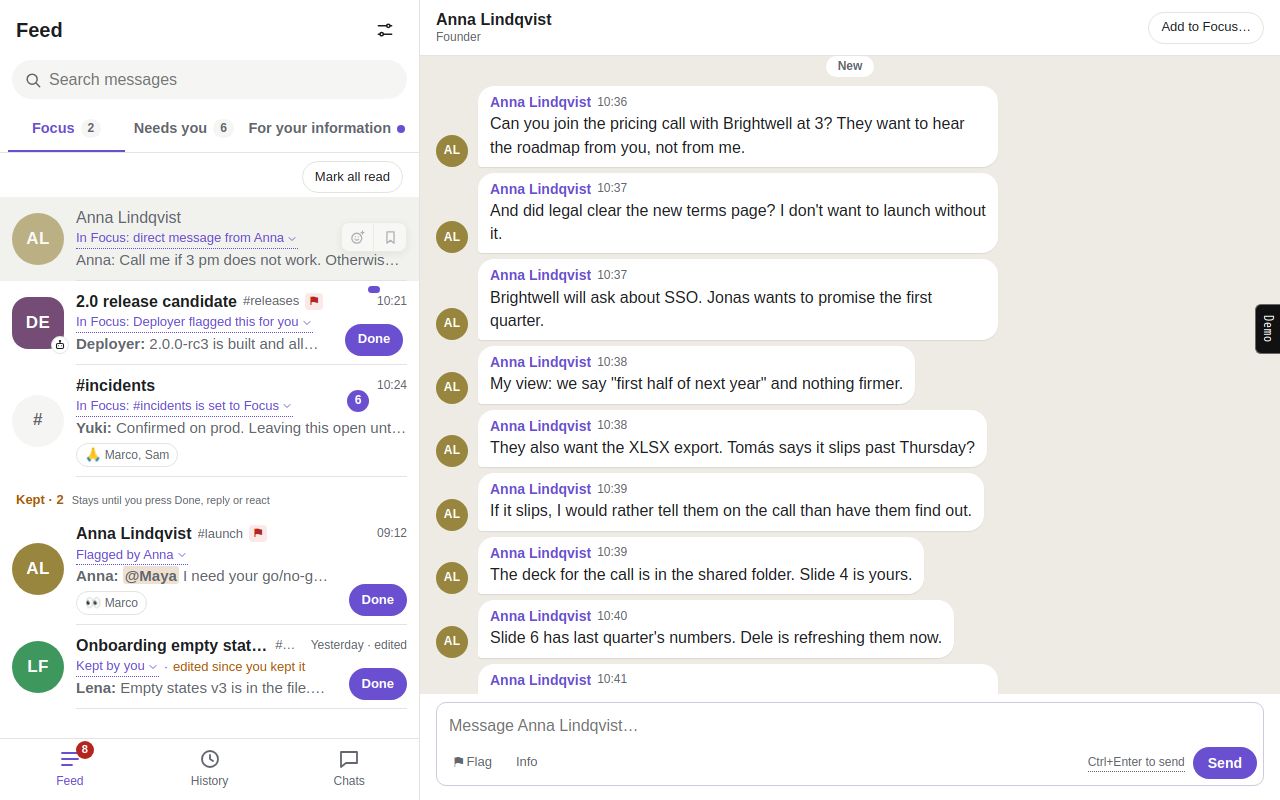 Feed
Search messages
Focus 2
Needs you 6
For your information
Mark all read
AL
Anna Lindqvist
In Focus: direct message from Anna
Anna: Call me if 3 pm does not work. Otherwis…
DE
2.0 release candidate #releases 10:21
In Focus: Deployer flagged this for you
Deployer: 2.0.0-rc3 is built and all…
Done
#
#incidents 10:24
In Focus: #incidents is set to Focus
6
Yuki: Confirmed on prod. Leaving this open unt…
🙏 Marco, Sam
Kept · 2 Stays until you press Done, reply or react
AL
Anna Lindqvist #launch 09:12
Flagged by Anna
Anna: @Maya I need your go/no-g…
👀 Marco
Done
LF
Onboarding empty stat… #… Yesterday · edited
Kept by you · edited since you kept it
Lena: Empty states v3 is in the file.…
Done
8
Feed
History
Chats
Anna Lindqvist
Founder
Add to Focus…
New
Anna Lindqvist 10:36
Can you join the pricing call with Brightwell at 3? They want to hear
the roadmap from you, not from me.
AL
Anna Lindqvist 10:37
And did legal clear the new terms page? I don't want to launch without
it.
AL
Anna Lindqvist 10:37
Brightwell will ask about SSO. Jonas wants to promise the first
quarter.
AL
Anna Lindqvist 10:38
My view: we say "first half of next year" and nothing firmer.
AL
Anna Lindqvist 10:38
They also want the XLSX export. Tomás says it slips past Thursday?
AL
Anna Lindqvist 10:39
If it slips, I would rather tell them on the call than have them find out.
AL
Anna Lindqvist 10:39
The deck for the call is in the shared folder. Slide 4 is yours.
AL
Anna Lindqvist 10:40
Slide 6 has last quarter's numbers. Dele is refreshing them now.
AL
Anna Lindqvist 10:41
Message Anna Lindqvist…
Flag
Info
Ctrl+Enter to send
Send
Demo